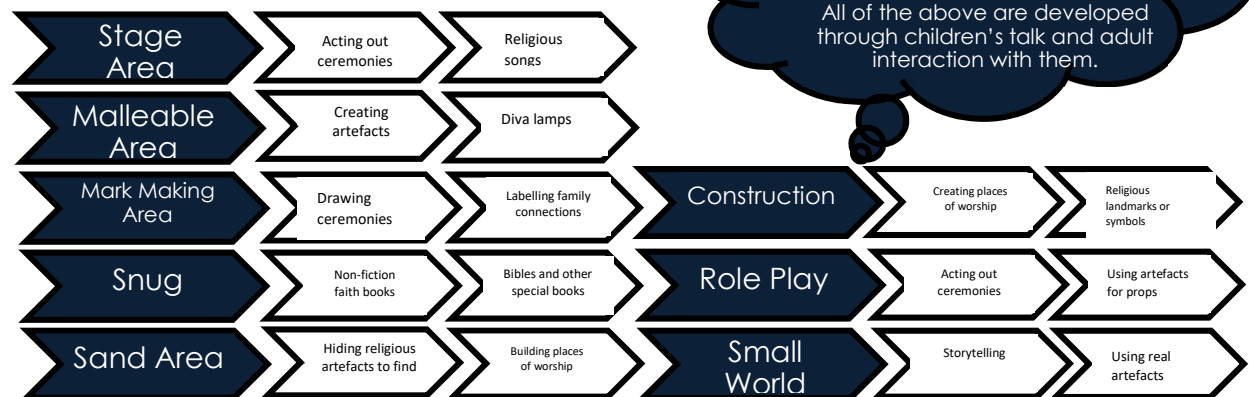 All of the above are developed
through children's talk and adult
interaction with them.
Stage
Area
Acting out
ceremonies
Religious
songs
Malleable
Area
Creating
artefacts
Diva lamps
Mark Making
Area
Drawing
ceremonies
Labelling family
connections
Construction
Creating places
of worship
Religious
landmarks or
symbols
Snug
Non-fiction
faith books
Bibles and other
special books
Role Play
Acting out
ceremonies
Using artefacts
for props
Sand Area
Hiding religious
artefacts to find
Building places
of worship
Small
World
Storytelling
Using real
artefacts